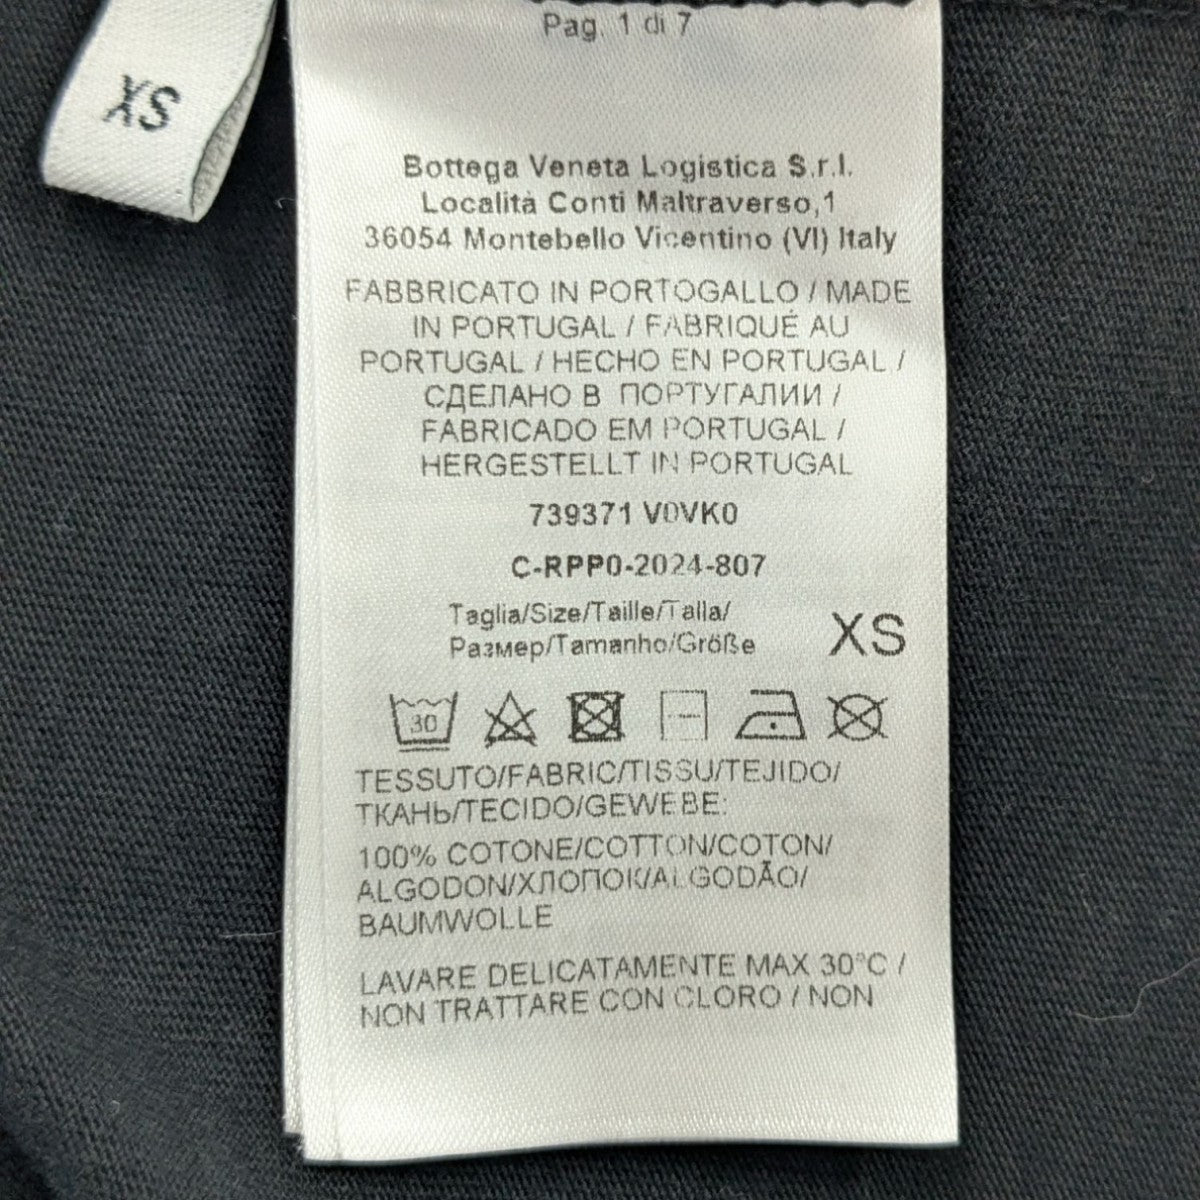 XS
Pag. 1 di 7
Bottega Veneta Logistica S.r.l.
Località Conti Maltraverso,1
36054 Montebello Vicentino (VI) Italy
FABBRICATO IN PORTOGALLO / MADE
IN PORTUGAL / FABRIQUÉ AU
PORTUGAL / HECHO EN PORTUGAL /
СДЕЛАНО В ПОРТУГАЛИИ /
FABRICADO EM PORTUGAL /
HERGESTELLT IN PORTUGAL
739371 V0VK0
C-RPP0-2024-807
Taglia/Size/Taille/Talla/
Размер/Tamanho/Größe
XS
30
TESSUTO/FABRIC/TISSU/TEJIDO/
ТКАНЬ/TECIDO/GEWEBE:
100% COTONE/COTTON/COTON/
ALGODON/ХЛОПОК/ALGODÃO/
BAUMWOLLE
LAVARE DELICATAMENTE MAX 30°C /
NON TRATTARE CON CLORO / NON